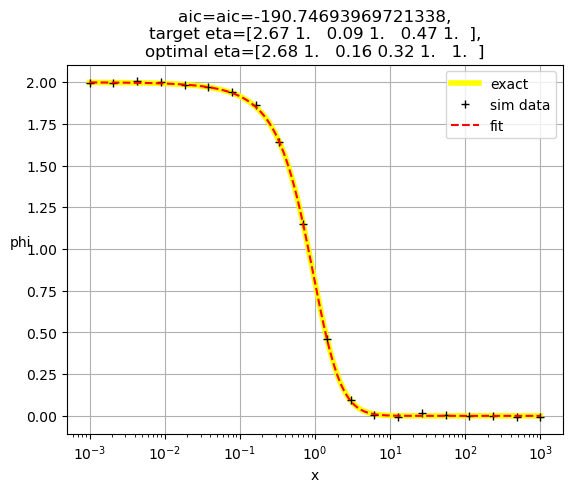 aic=aic=-190.74693969721338,
target eta=[2.67 1.   0.09 1.   0.47 1.  ],
optimal eta=[2.68 1.   0.16 0.32 1.   1.  ]
2.00
1.75
1.50
1.25
1.00
0.75
0.50
0.25
0.00
phi
exact
sim data
fit
10⁻³ 10⁻² 10⁻¹ 10⁰ 10¹ 10² 10³
x